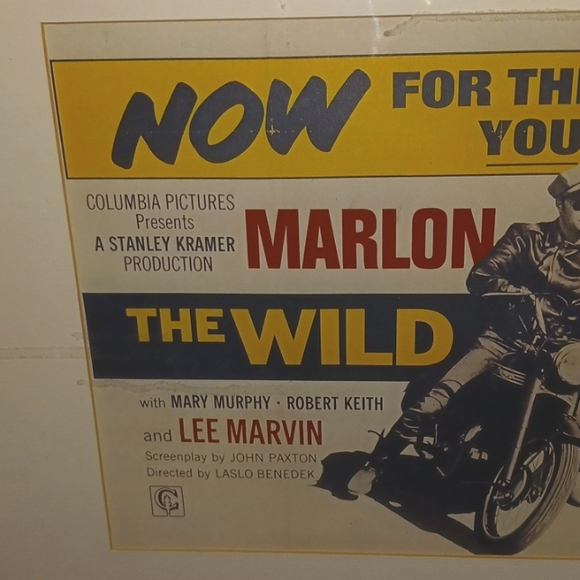 NOW FOR THE
YOU
COLUMBIA PICTURES
Presents
A STANLEY KRAMER
PRODUCTION
MARLON
THE WILD
with MARY MURPHY · ROBERT KEITH
and LEE MARVIN
Screenplay by JOHN PAXTON
Directed by LASLO BENEDEK